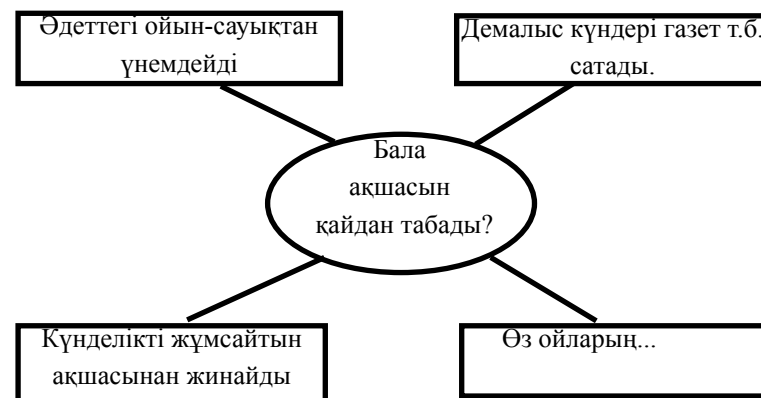 Әдеттегі ойын-сауықтан
үнемдейді
Демалыс күндері газет т.б.
сатады.
Бала
ақшасын
қайдан табады?
Күнделікті жұмсайтын
ақшасынан жинайды
Өз ойларың...